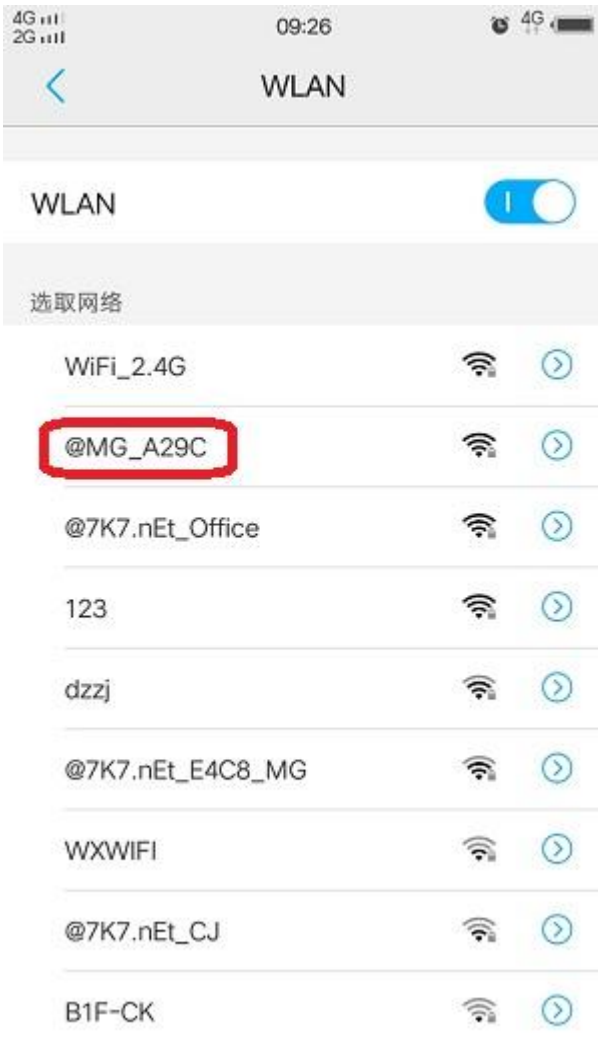 4G
2G
09:26
4G
WLAN
WLAN
选取网络
WiFi_2.4G
@MG_A29C
@7K7.nEt_Office
123
dzzj
@7K7.nEt_E4C8_MG
WXWIFI
@7K7.nEt_CJ
B1F-CK